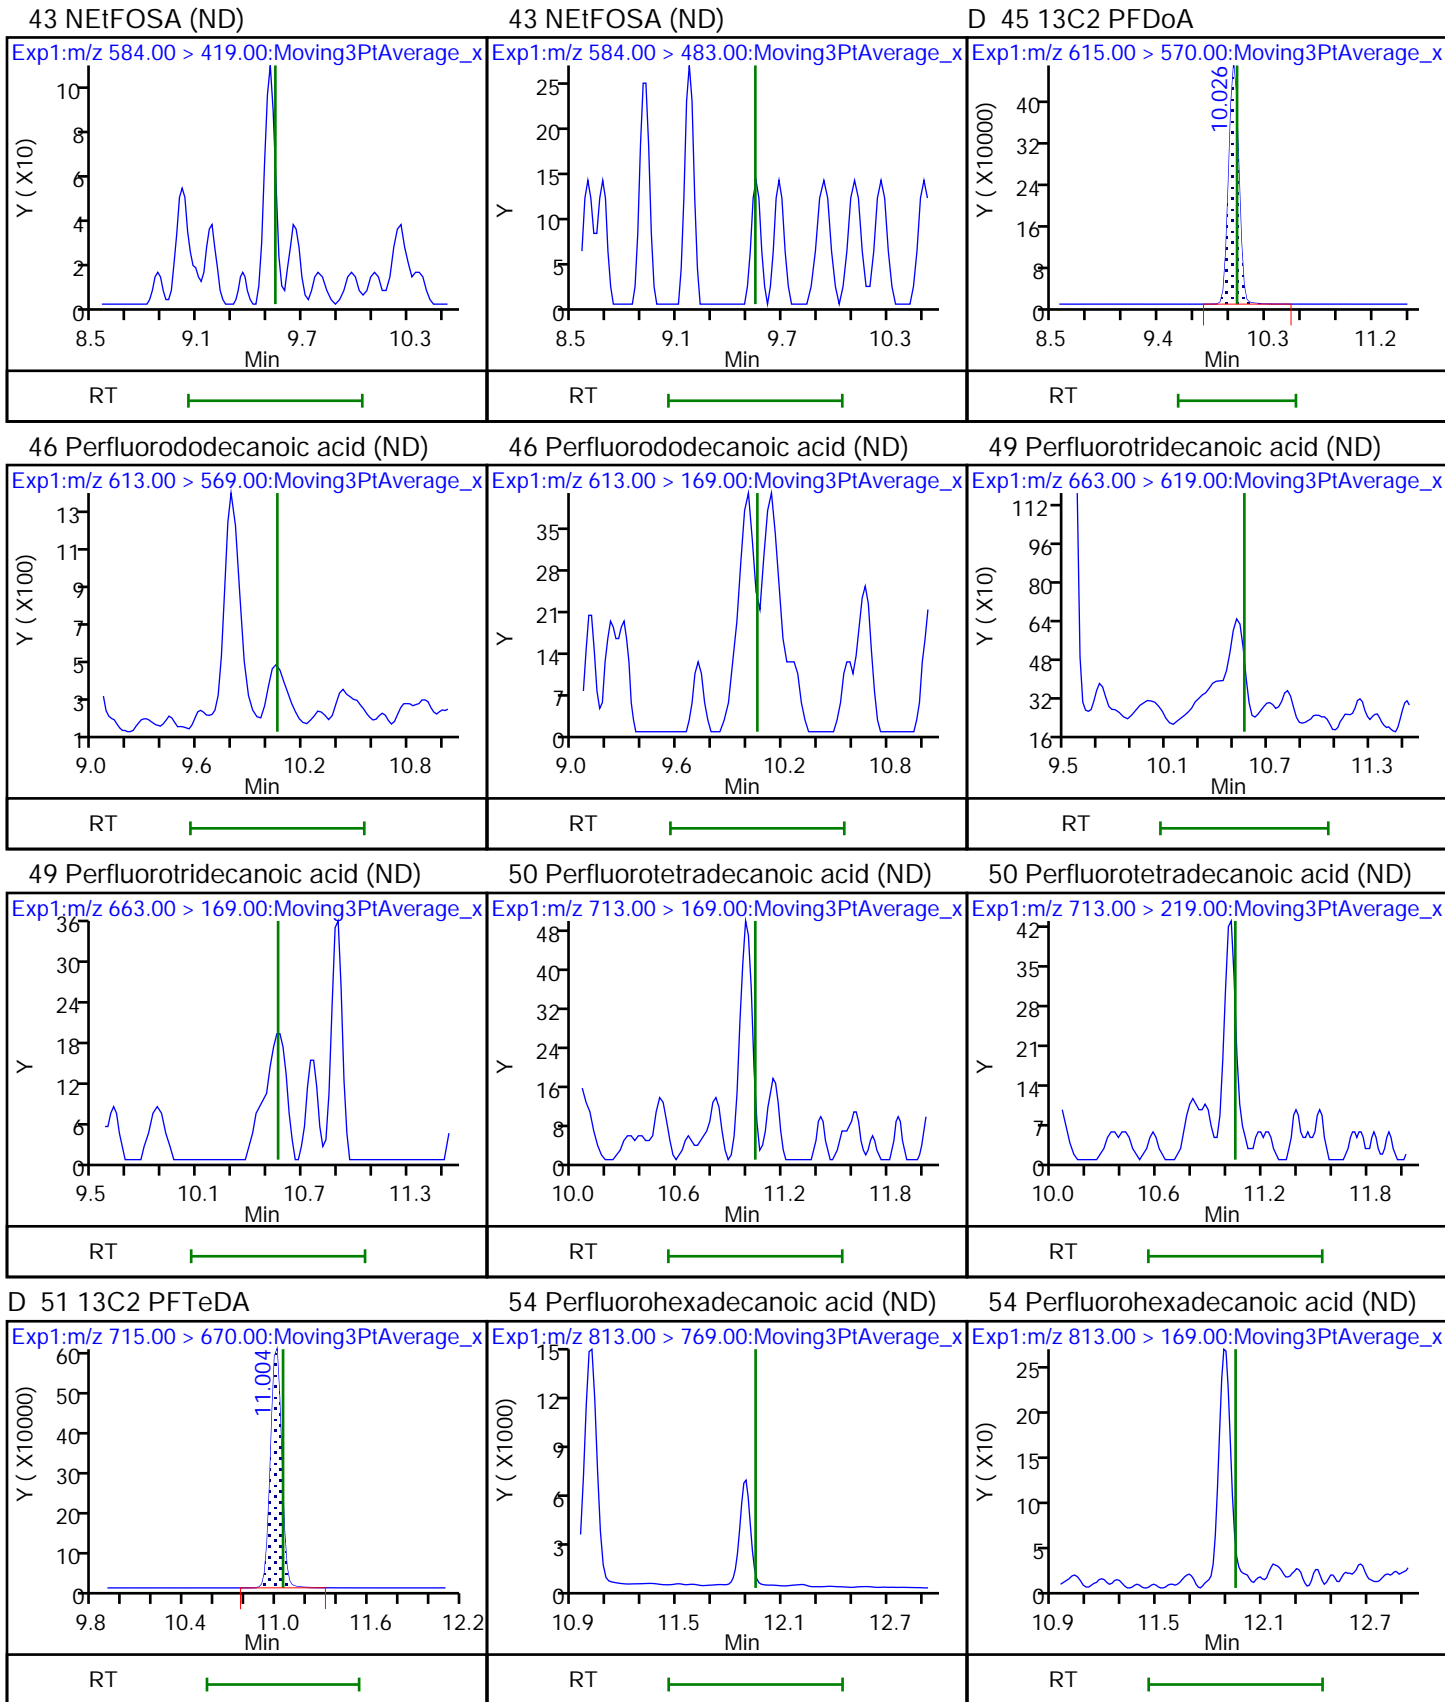 43 NEtFOSA (ND)
Exp1:m/z 584.00 > 419.00:Moving3PtAverage_x
Y ( X10)
10
8
6
4
2
0
8.5 9.1 9.7 10.3
Min
RT
43 NEtFOSA (ND)
Exp1:m/z 584.00 > 483.00:Moving3PtAverage_x
Y
25
20
15
10
5
0
8.5 9.1 9.7 10.3
Min
RT
D 45 13C2 PFDoA
Exp1:m/z 615.00 > 570.00:Moving3PtAverage_x
10.026
Y ( X10000)
40
32
24
16
8
0
8.5 9.4 10.3 11.2
Min
RT
46 Perfluorododecanoic acid (ND)
Exp1:m/z 613.00 > 569.00:Moving3PtAverage_x
Y ( X100)
13
11
9
7
5
3
1
9.0 9.6 10.2 10.8
Min
RT
46 Perfluorododecanoic acid (ND)
Exp1:m/z 613.00 > 169.00:Moving3PtAverage_x
Y
35
28
21
14
7
0
9.0 9.6 10.2 10.8
Min
RT
49 Perfluorotridecanoic acid (ND)
Exp1:m/z 663.00 > 619.00:Moving3PtAverage_x
Y ( X10)
112
96
80
64
48
32
16
9.5 10.1 10.7 11.3
Min
RT
49 Perfluorotridecanoic acid (ND)
Exp1:m/z 663.00 > 169.00:Moving3PtAverage_x
Y
36
30
24
18
12
6
0
9.5 10.1 10.7 11.3
Min
RT
50 Perfluorotetradecanoic acid (ND)
Exp1:m/z 713.00 > 169.00:Moving3PtAverage_x
Y
48
40
32
24
16
8
0
10.0 10.6 11.2 11.8
Min
RT
50 Perfluorotetradecanoic acid (ND)
Exp1:m/z 713.00 > 219.00:Moving3PtAverage_x
Y
42
35
28
21
14
7
0
10.0 10.6 11.2 11.8
Min
RT
D 51 13C2 PFTeDA
Exp1:m/z 715.00 > 670.00:Moving3PtAverage_x
11.004
Y ( X10000)
60
50
40
30
20
10
0
9.8 10.4 11.0 11.6 12.2
Min
RT
54 Perfluorohexadecanoic acid (ND)
Exp1:m/z 813.00 > 769.00:Moving3PtAverage_x
Y ( X1000)
15
12
9
6
3
0
10.9 11.5 12.1 12.7
Min
RT
54 Perfluorohexadecanoic acid (ND)
Exp1:m/z 813.00 > 169.00:Moving3PtAverage_x
Y ( X10)
25
20
15
10
5
0
10.9 11.5 12.1 12.7
Min
RT